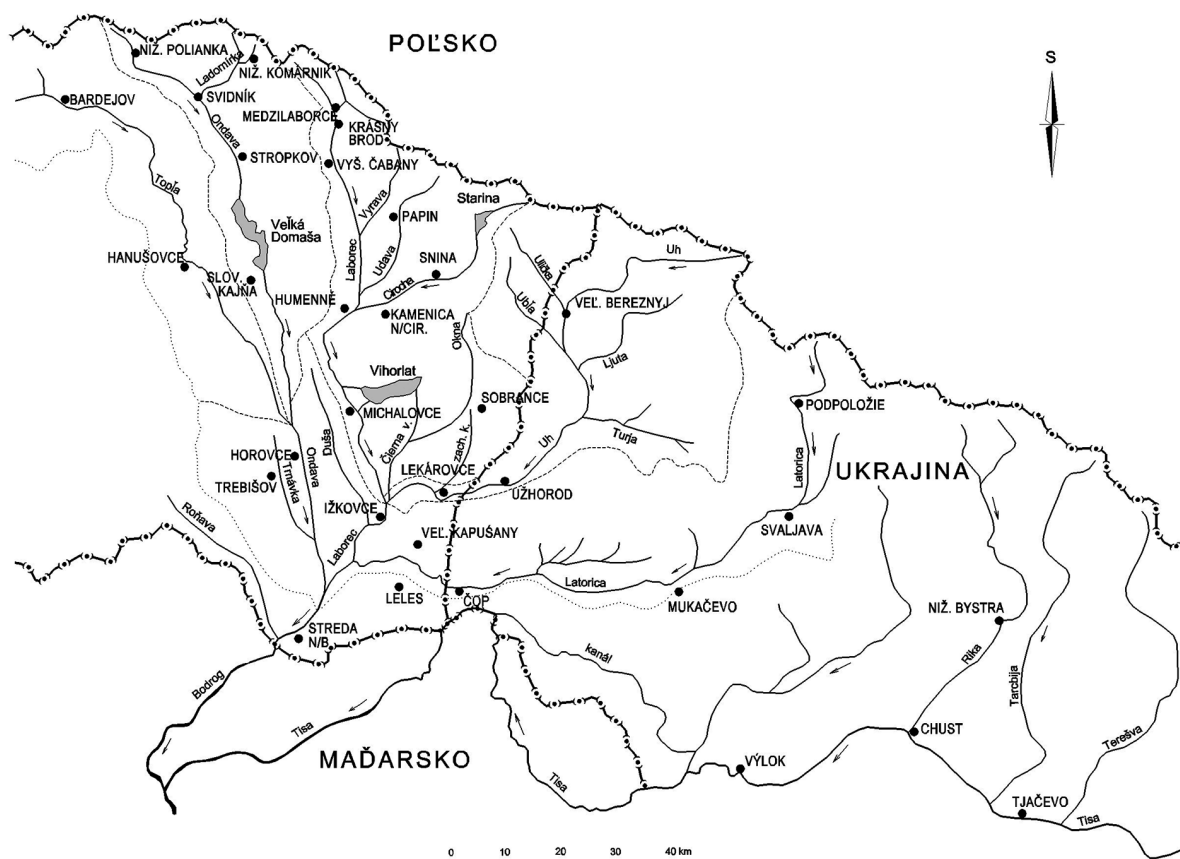 POĽSKO
S
NIŽ. POLIANKA
Ladomírka
NIŽ. KOMÁRNIK
BARDEJOV
SVIDNÍK
MEDZILABORCE
KRÁSNY
BROD
Ondava
STROPKOV
VYŠ. ČABANY
Topľa
Vyrava
PAPIN
Starina
Veľká
Domaša
HANUŠOVCE
SLOV.
KAJŇA
Laborec
Udava
SNINA
Cirocha
Ulička
Uh
Ubľa
VEĽ. BEREZNYJ
HUMENNÉ
KAMENICA
N/CIR.
Okna
Ljuta
Vihorlat
SOBRANCE
MICHALOVCE
PODPOLOŽIE
Duša
Čierna v.
zach. k.
Uh
Turja
HOROVCE
TREBIŠOV
Trnávka
Ondava
LEKÁROVCE
UŽHOROD
Latorica
UKRAJINA
Roňava
IŽKOVCE
SVALJAVA
Laborec
VEĽ. KAPUŠANY
LELES
ČOP
Latorica
MUKAČEVO
STREDA
N/B
NIŽ. BYSTRA
kanál
Rika
Tarcbija
Bodrog
Tisa
MAĎARSKO
Tisa
VÝLOK
CHUST
Terešva
TJAČEVO
Tisa
0 10 20 30 40 km